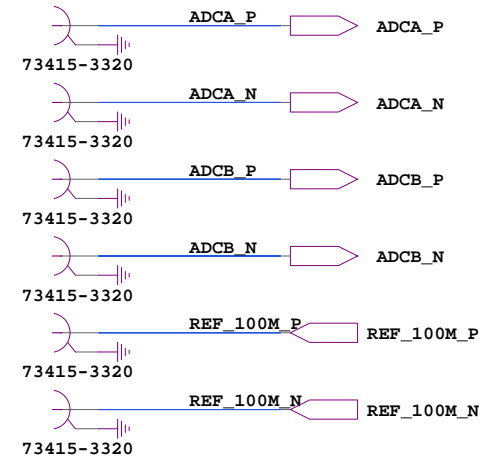 ADCA_P ADCA_P
73415-3320
ADCA_N ADCA_N
73415-3320
ADCB_P ADCB_P
73415-3320
ADCB_N ADCB_N
73415-3320
REF_100M_P REF_100M_P
73415-3320
REF_100M_N REF_100M_N
73415-3320